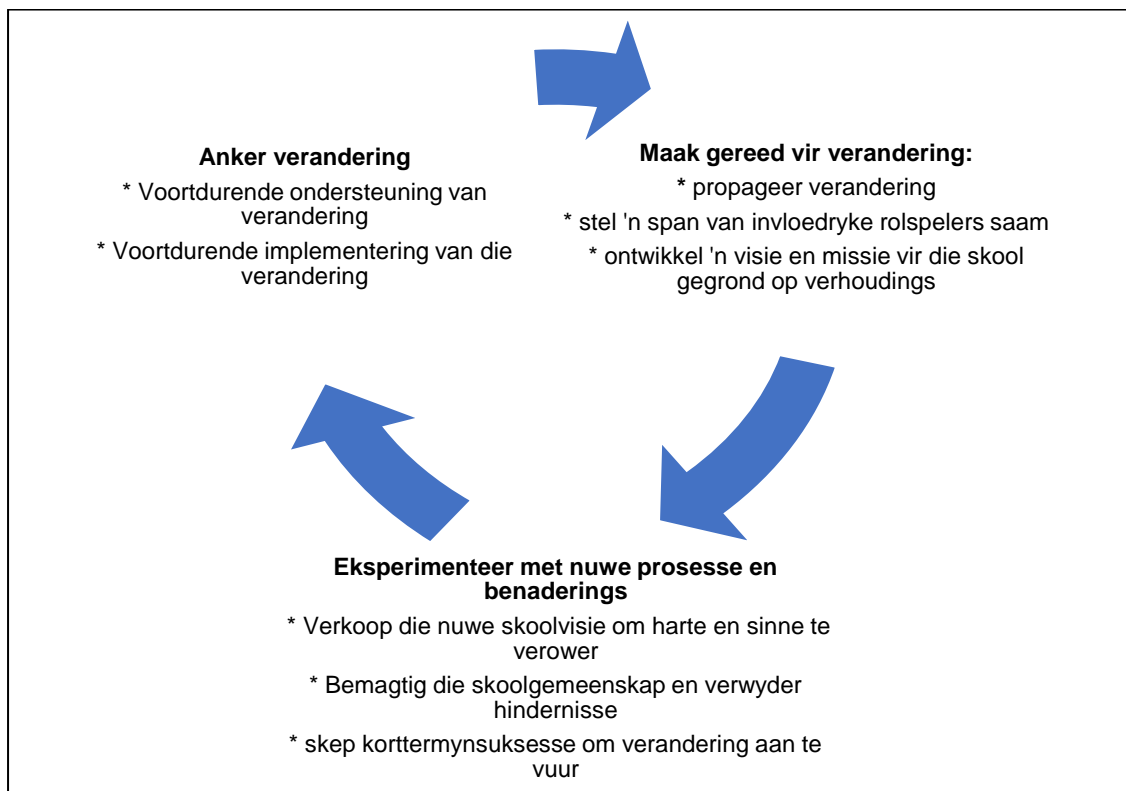 Anker verandering
* Voortdurende ondersteuning van
verandering
* Voortdurende implementering van die
verandering
Maak gereed vir verandering:
* propageer verandering
* stel 'n span van invloedryke rolspelers saam
* ontwikkel 'n visie en missie vir die skool
gegrond op verhoudings
Eksperimenteer met nuwe prosesse en
benaderings
* Verkoop die nuwe skoolvisie om harte en sinne te
verower
* Bemagtig die skoolgemeenskap en verwyder
hindernisse
* skep korttermynsuksesse om verandering aan te
vuur